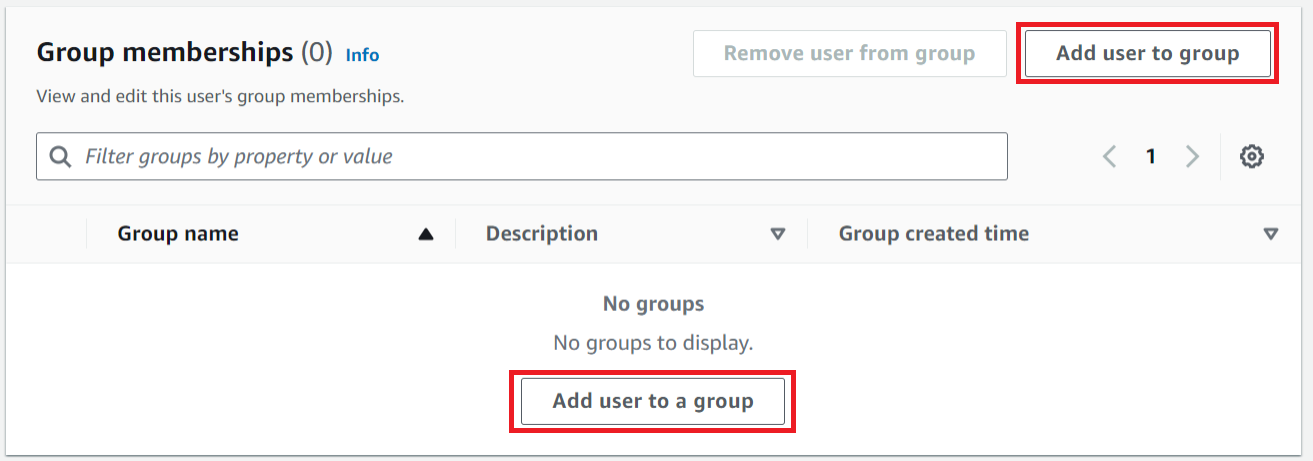 Group memberships (0) Info
Remove user from group
Add user to group
View and edit this user's group memberships.
Filter groups by property or value
1
Group name Description Group created time
No groups
No groups to display.
Add user to a group